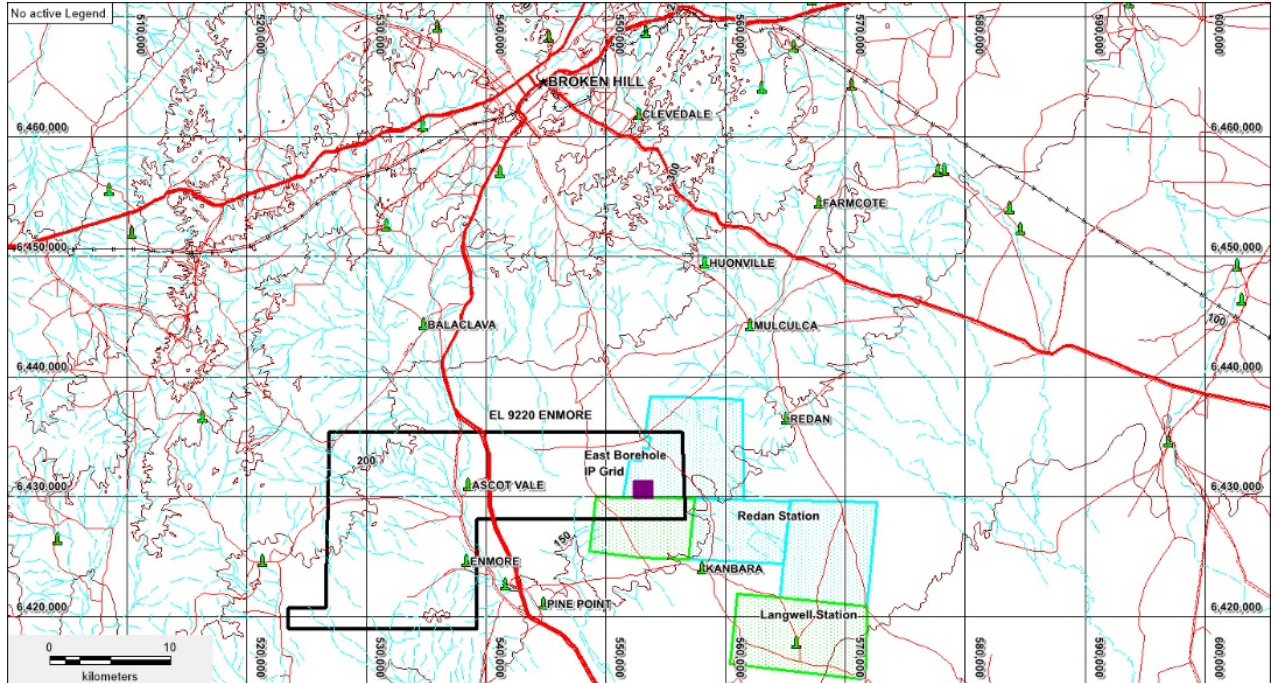 No active Legend.
510,000
520,000
530,000
540,000
550,000
560,000
570,000
580,000
590,000
600,000
BROKEN HILL
CLEVEDALE
6,460,000
6,460,000
300
FARMCOTE
6,450,000
6,450,000
HUONVILLE
BALACLAVA
MULCULCA
100
6,440,000
6,440,000
EL 9220 ENMORE
REDAN
East Borehole
IP Grid
200
ASCOT VALE
6,430,000
6,430,000
Redan Station
150
ENMORE
KANBARA
PINE POINT
6,420,000
6,420,000
Langwell Station
0 10
kilometers
520,000
530,000
540,000
550,000
560,000
570,000
580,000
590,000
600,000